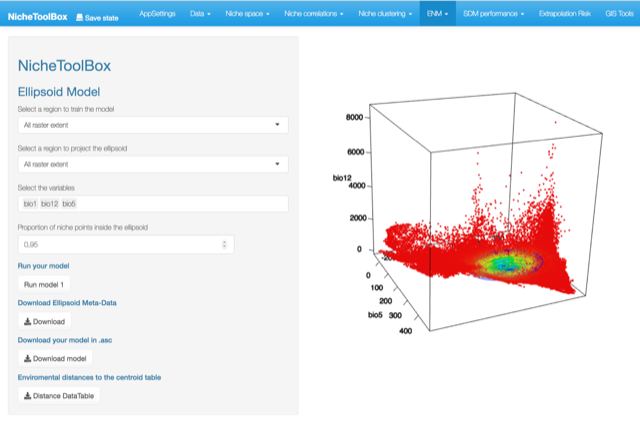 NicheToolBox Save state AppSettings Data Niche space Niche correlations Niche clustering ENM SDM performance Extrapolation Risk GIS Tools
NicheToolBox
Ellipsoid Model
Select a region to train the model
All raster extent
Select a region to project the ellipsoid
All raster extent
Select the variables
bio1 bio12 bio5
Proportion of niche points inside the ellipsoid
0,95
Run your model
Run model 1
Download Ellipsoid Meta-Data
Download
Download your model in .asc
Download model
Enviromental distances to the centroid table
Distance DataTable
8000
6000
bio12
4000
2000
0
0
100
200
bio5 300
400